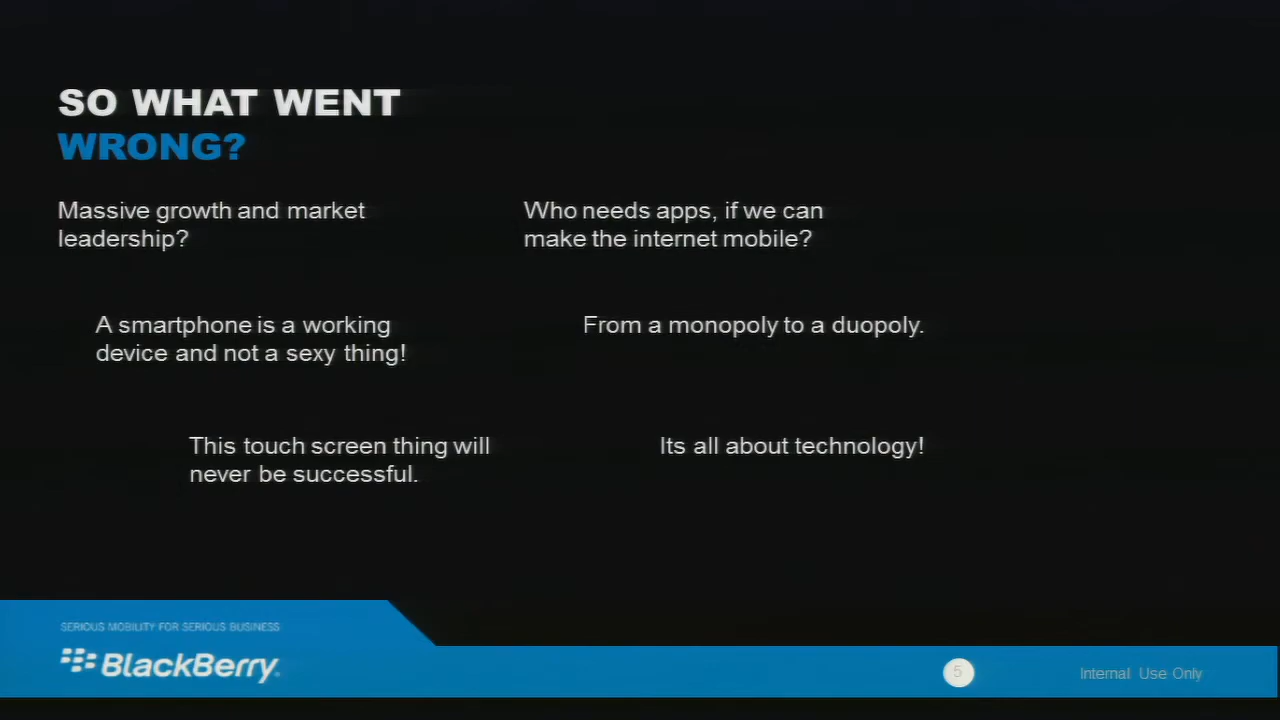 SO WHAT WENT
WRONG?
Massive growth and market
leadership?
A smartphone is a working
device and not a sexy thing!
This touch screen thing will
never be successful.
Who needs apps, if we can
make the internet mobile?
From a monopoly to a duopoly.
Its all about technology!
SERIOUS MOBILITY FOR SERIOUS BUSINESS
BlackBerry
5
Internal Use Only